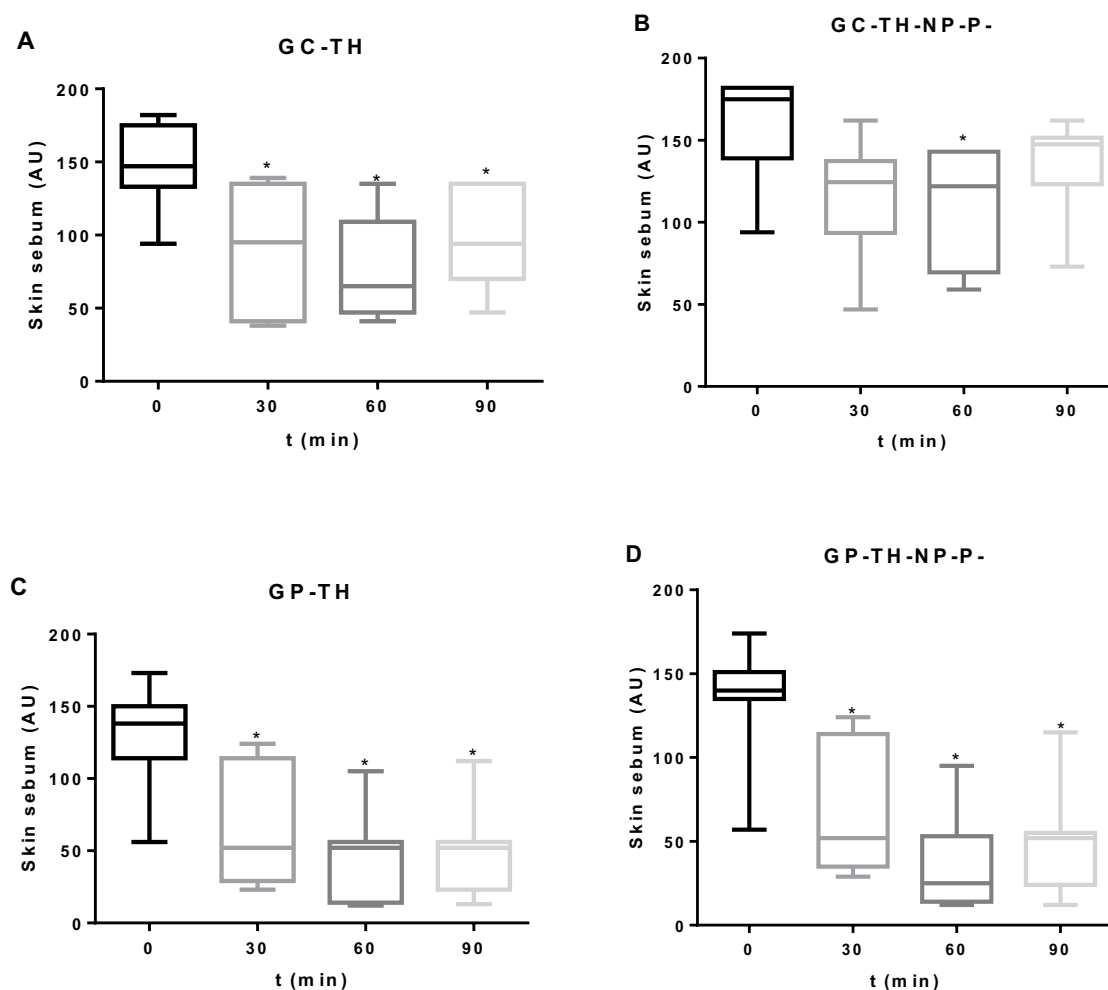 A
GC-TH
200
150
100
50
0
Skin sebum (AU)
*
*
*
0 30 60 90
t (min)
B
GC-TH-NP-P-
200
150
100
50
0
Skin sebum (AU)
*
0 30 60 90
t (min)
C
GP-TH
200
150
100
50
0
Skin sebum (AU)
*
*
*
0 30 60 90
t (min)
D
GP-TH-NP-P-
200
150
100
50
0
Skin sebum (AU)
*
*
*
0 30 60 90
t (min)